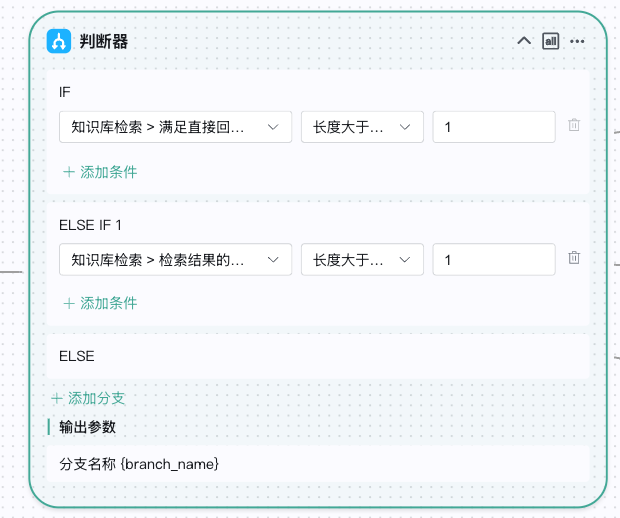 判断器
all
IF
知识库检索 > 满足直接回... 长度大于... 1
+ 添加条件
ELSE IF 1
知识库检索 > 检索结果的... 长度大于... 1
+ 添加条件
ELSE
+ 添加分支
输出参数
分支名称 {branch_name}